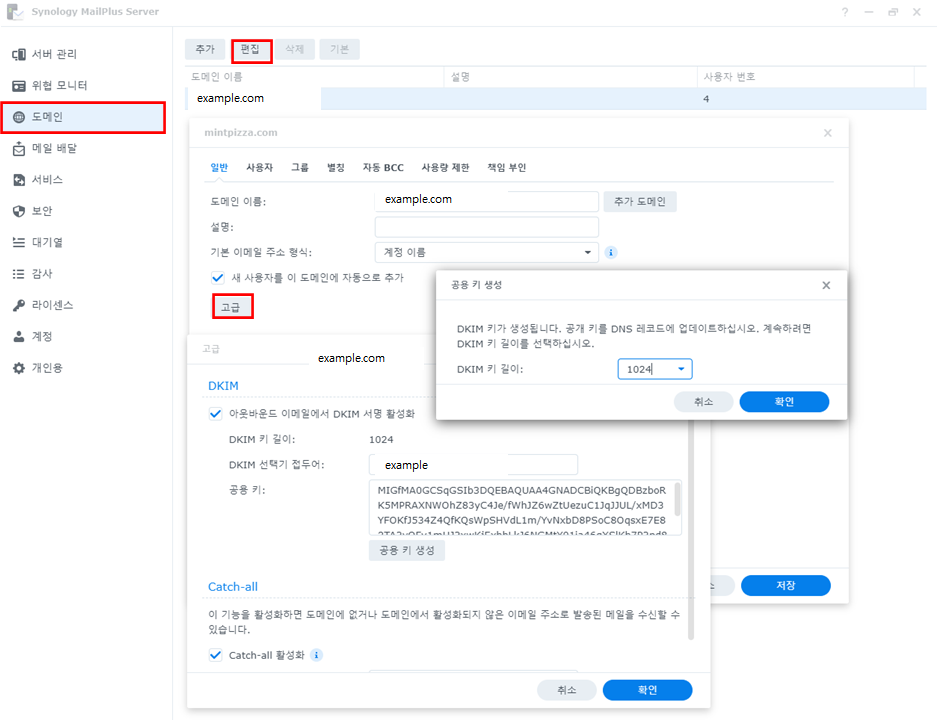 Synology MailPlus Server
서버 관리
위협 모니터
도메인
메일 배달
서비스
보안
대기열
감사
라이센스
계정
개인용
추가 편집 삭제 기본
도메인 이름 설명 사용자 번호
example.com 4
mintpizza.com
일반 사용자 그룹 별칭 자동 BCC 사용량 제한 책임 부인
도메인 이름: example.com 추가 도메인
설명:
기본 이메일 주소 형식: 계정 이름
새 사용자를 이 도메인에 자동으로 추가
고급
공용 키 생성
DKIM 키가 생성됩니다. 공개 키를 DNS 레코드에 업데이트하십시오. 계속하려면
DKIM 키 길이를 선택하십시오.
DKIM 키 길이: 1024
취소 확인
고급 example.com
DKIM
아웃바운드 이메일에서 DKIM 서명 활성화
DKIM 키 길이: 1024
DKIM 선택기 접두어: example
공용 키:
MIGfMA0GCSqGSIb3DQEBAQUAA4GNADCBiQKBgQDBzboR
K5MPRAXNWOhZ83yC4Je/fWhJZ6wZtUezuC1JqJJUL/xMD3
YFOKfJ534Z4QfKQsWpSHVdL1m/YvNxbD8PSoC8OqsxE7E8
공용 키 생성
Catch-all
이 기능을 활성화하면 도메인에 없거나 도메인에서 활성화되지 않은 이메일 주소로 발송된 메일을 수신할 수
있습니다.
Catch-all 활성화
취소 확인
소 저장